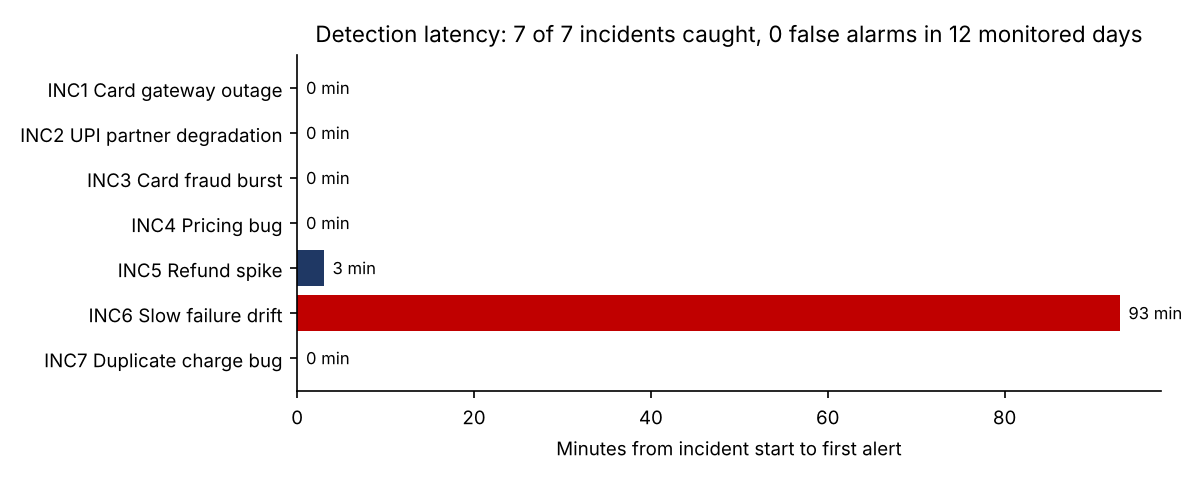 Detection latency: 7 of 7 incidents caught, 0 false alarms in 12 monitored days
INC1 Card gateway outage 0 min
INC2 UPI partner degradation 0 min
INC3 Card fraud burst 0 min
INC4 Pricing bug 0 min
INC5 Refund spike 3 min
INC6 Slow failure drift 93 min
INC7 Duplicate charge bug 0 min
0 20 40 60 80
Minutes from incident start to first alert